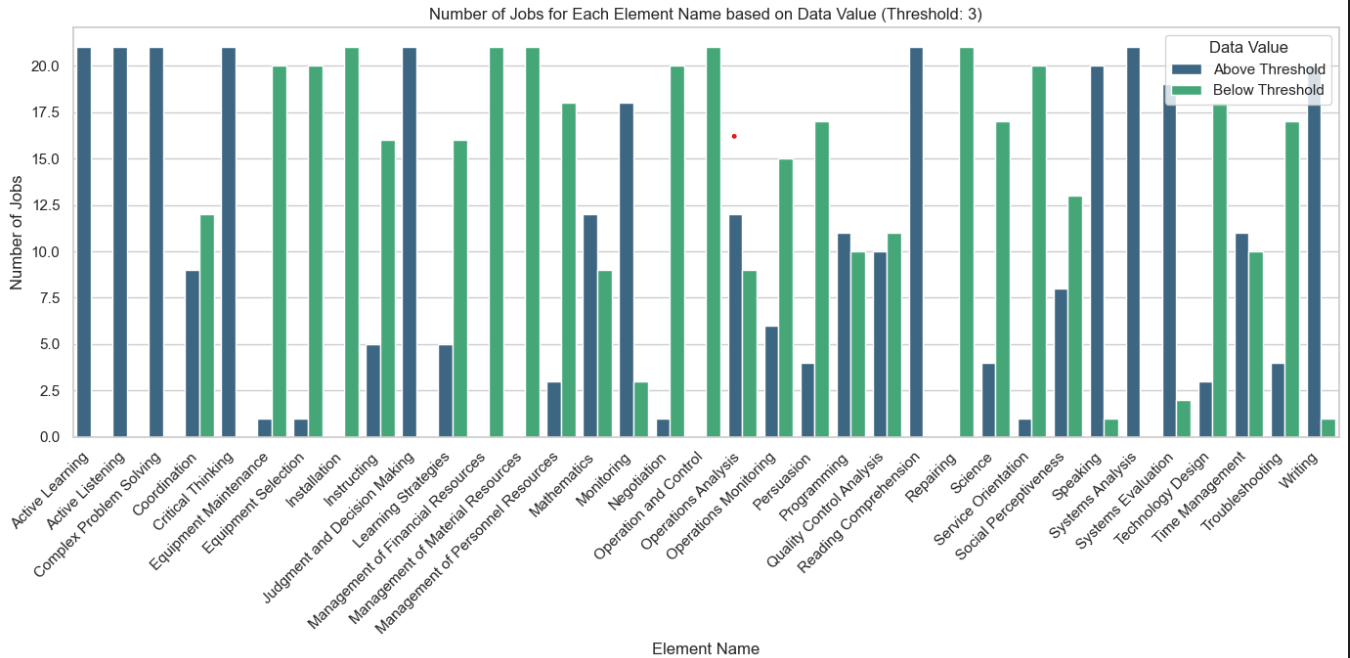 Number of Jobs for Each Element Name based on Data Value (Threshold: 3)
Data Value
Above Threshold
Below Threshold
Number of Jobs
20.0
17.5
15.0
12.5
10.0
7.5
5.0
2.5
0.0
Active Learning
Active Listening
Complex Problem Solving
Coordination
Critical Thinking
Equipment Maintenance
Equipment Selection
Installation
Instructing
Judgment and Decision Making
Learning Strategies
Management of Financial Resources
Management of Material Resources
Management of Personnel Resources
Mathematics
Monitoring
Negotiation
Operation and Control
Operations Analysis
Operations Monitoring
Persuasion
Programming
Quality Control Analysis
Reading Comprehension
Repairing
Science
Service Orientation
Social Perceptiveness
Speaking
Systems Analysis
Systems Evaluation
Technology Design
Time Management
Troubleshooting
Writing
Element Name